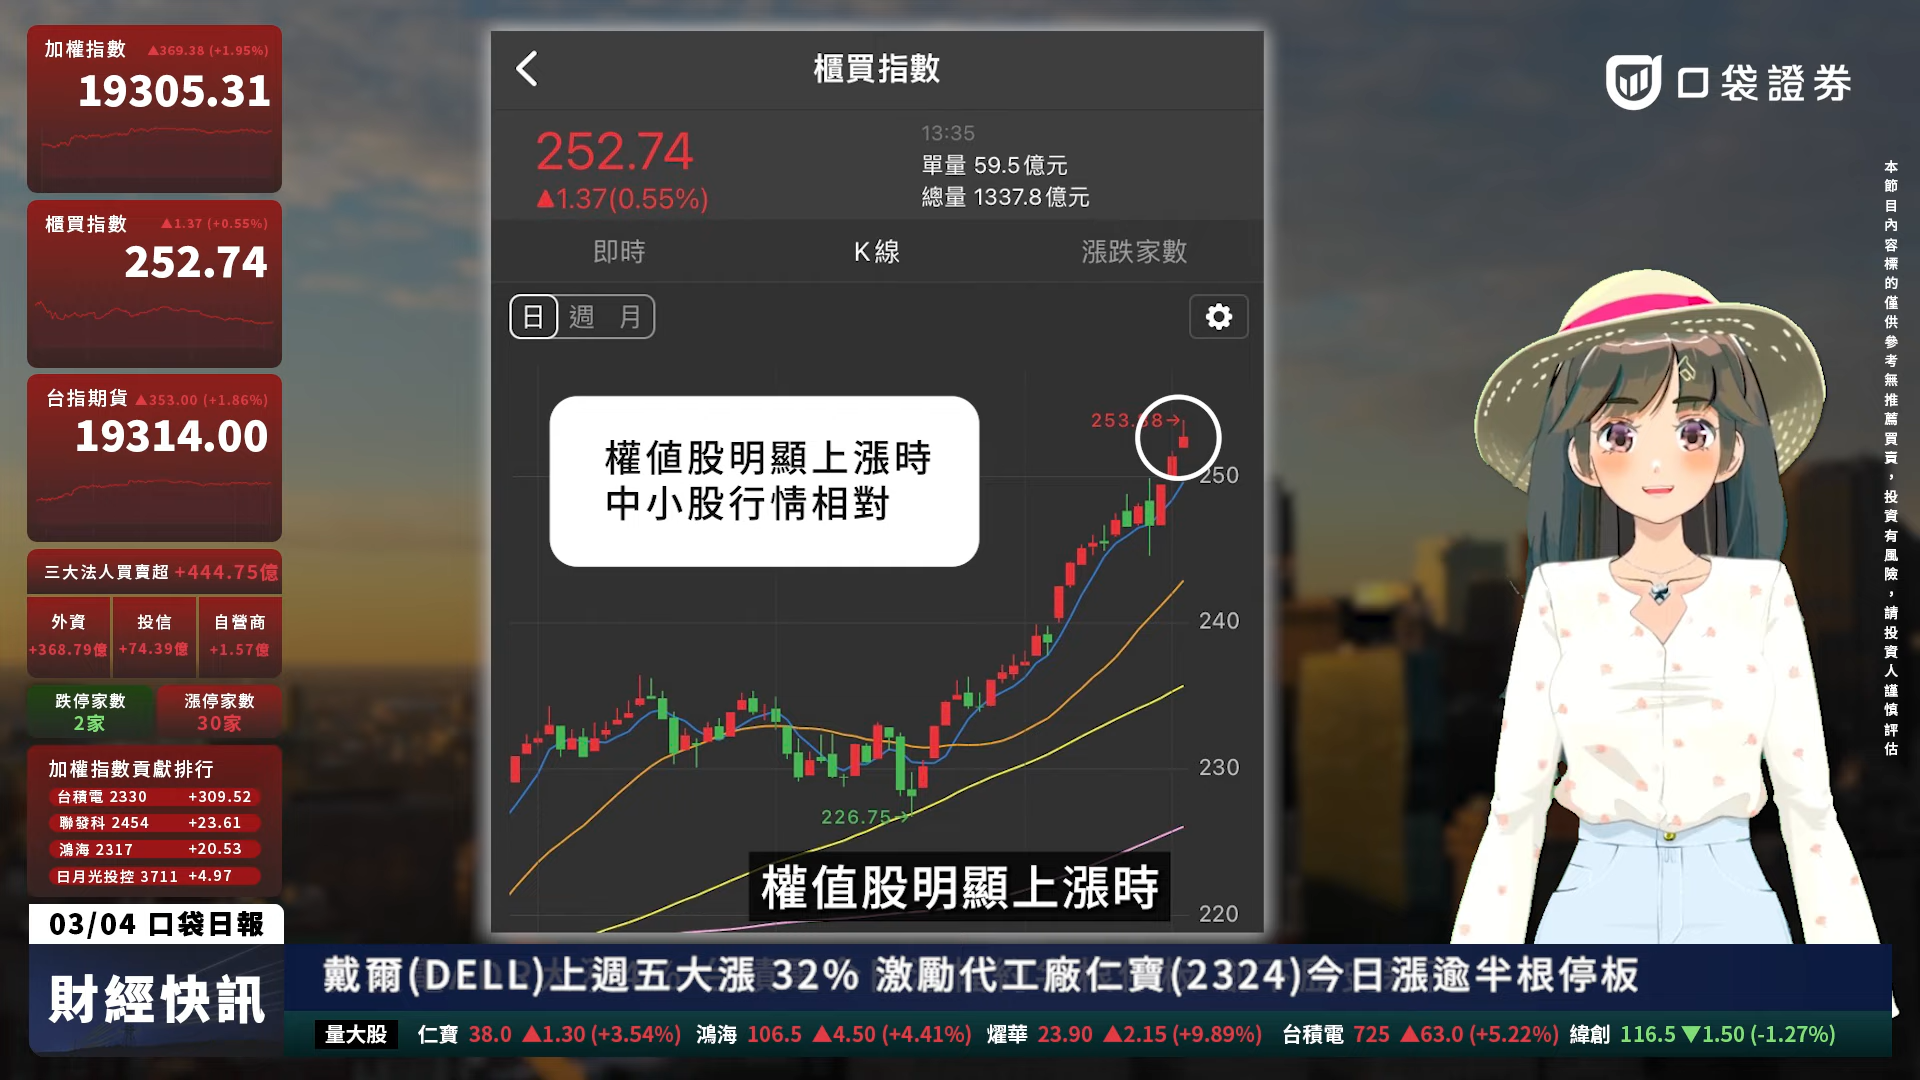 加權指數 ▲369.38 (+1.95%)
19305.31
櫃買指數 ▲1.37 (+0.55%)
252.74
台指期貨 ▲353.00 (+1.86%)
19314.00
三大法人買賣超 +444.75億
外資 投信 自營商
+368.79億 +74.39億 +1.57億
跌停家數 漲停家數
2家 30家
加權指數貢獻排行
台積電 2330 +309.52
聯發科 2454 +23.61
鴻海 2317 +20.53
日月光投控 3711 +4.97
03/04 口袋日報
財經快訊
櫃買指數
252.74
▲1.37(0.55%)
13:35
單量 59.5億元
總量 1337.8億元
即時 K線 漲跌家數
日 週 月
253.88→
250
240
230
220
226.75→
權值股明顯上漲時
中小股行情相對
權值股明顯上漲時
口袋證券
本節目內容標的僅供參考無推薦買賣，投資有風險，請投資人謹慎評估
戴爾(DELL)上週五大漲 32% 激勵代工廠仁寶(2324)今日漲逾半根停板
量大股 仁寶 38.0 ▲1.30 (+3.54%) 鴻海 106.5 ▲4.50 (+4.41%) 燿華 23.90 ▲2.15 (+9.89%) 台積電 725 ▲63.0 (+5.22%) 緯創 116.5 ▼1.50 (-1.27%)